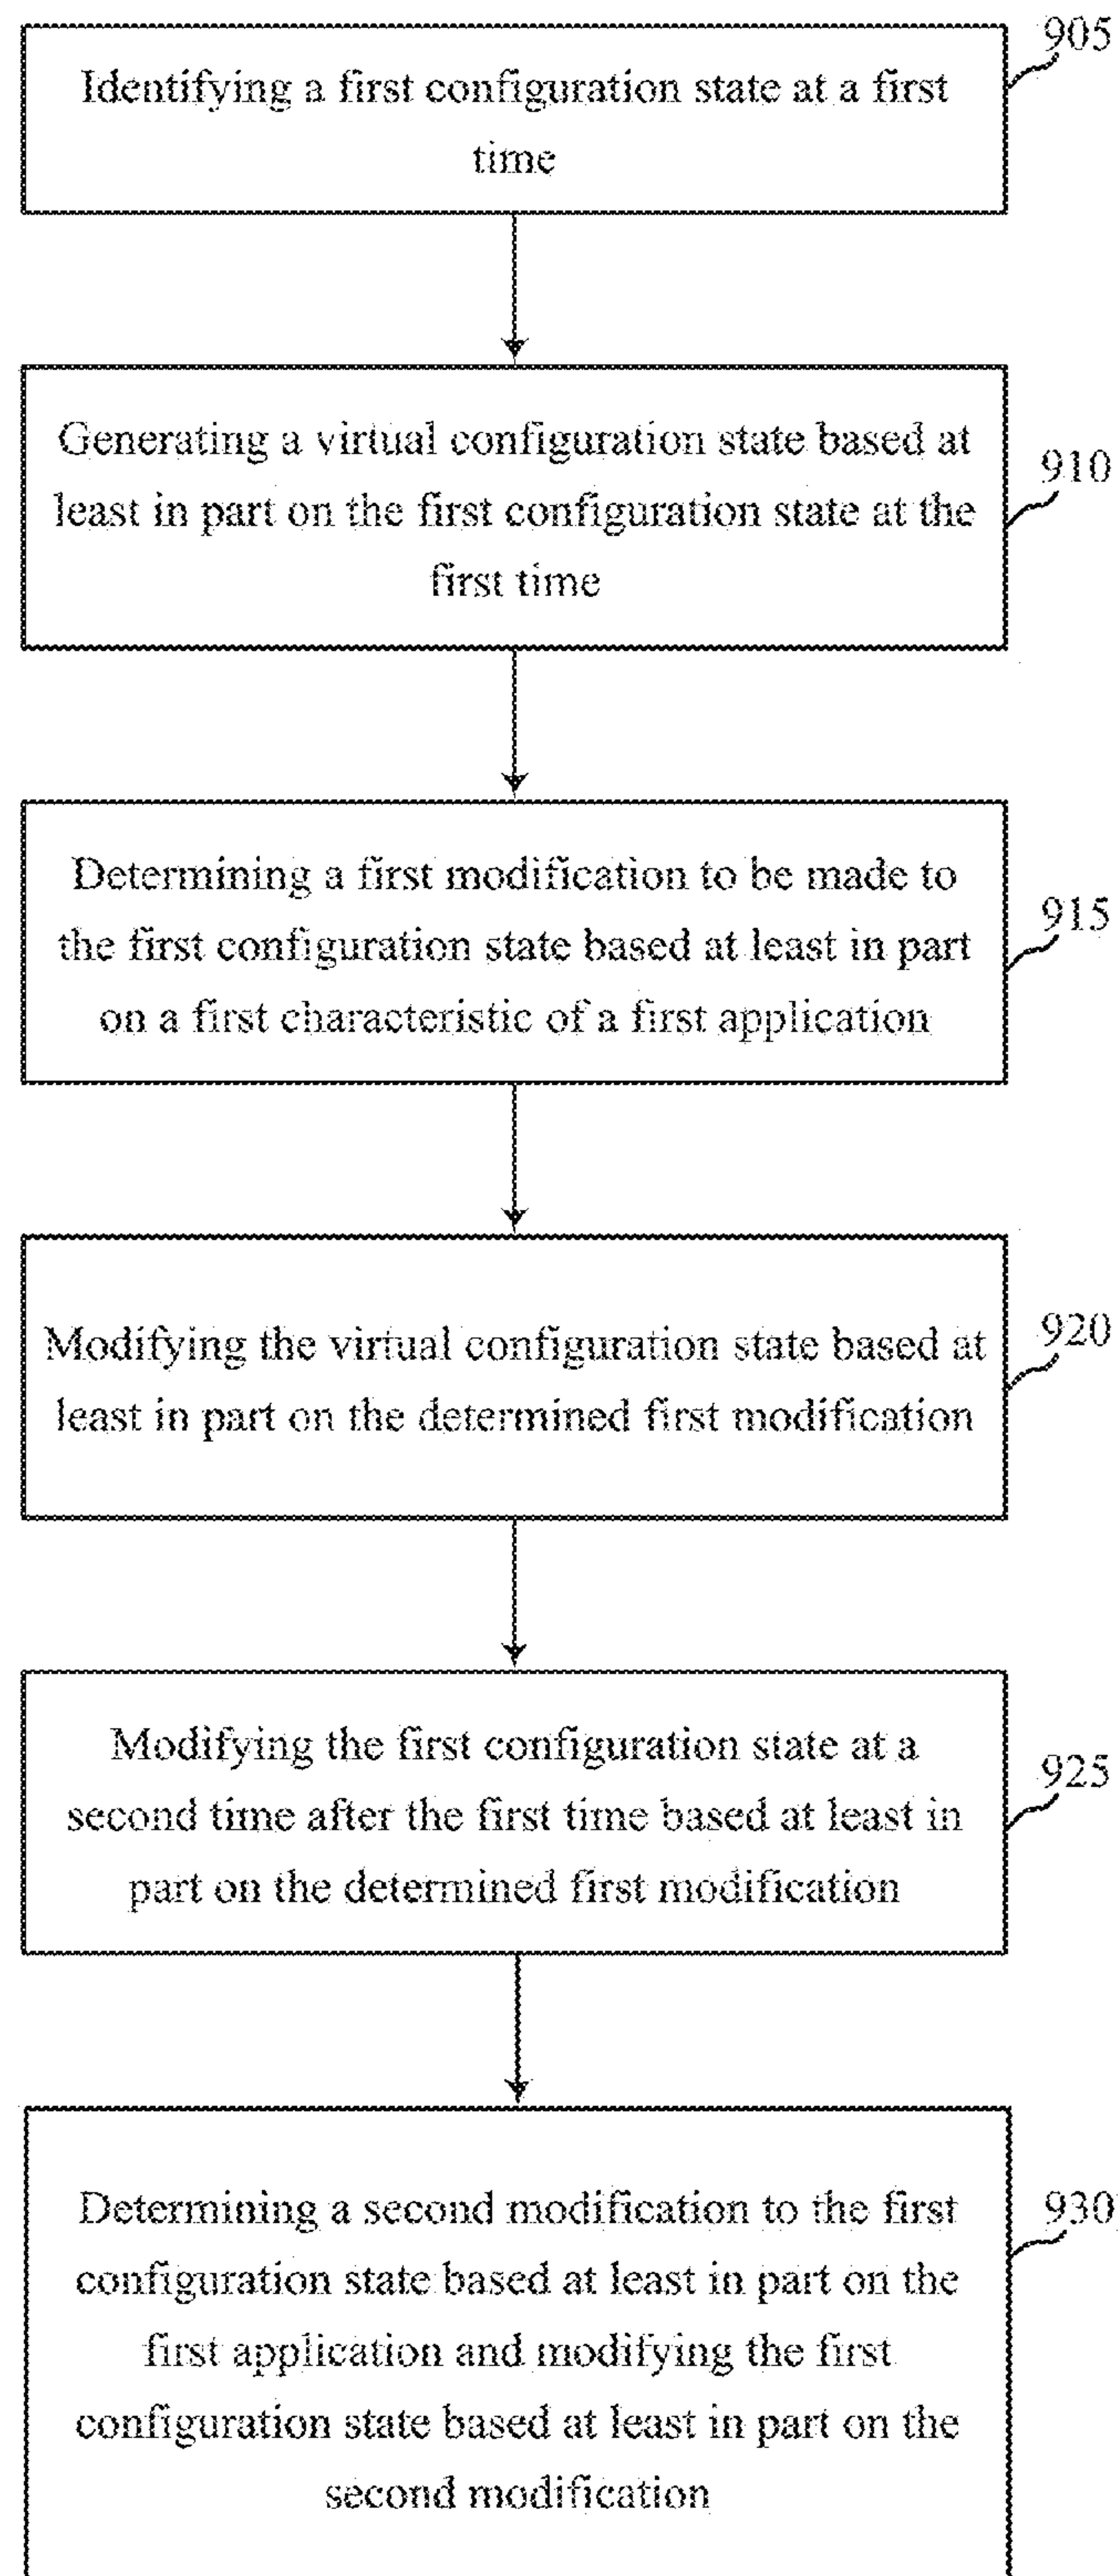 905
Identifying a first configuration state at a first
time
910
Generating a virtual configuration state based at
least in part on the first configuration state at the
first time
915
Determining a first modification to be made to
the first configuration state based at least in part
on a first characteristic of a first application
920
Modifying the virtual configuration state based at
least in part on the determined first modification
925
Modifying the first configuration state at a
second time after the first time based at least in
part on the determined first modification
930
Determining a second modification to the first
configuration state based at least in part on the
first application and modifying the first
configuration state based at least in part on the
second modification